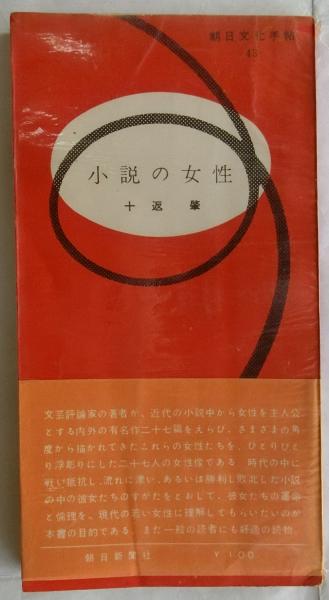 朝日文化手帖
43
小説の女性
十返 肇
文芸評論家の著者が、近代の小説中から女性を主人公
とする内外の有名作二十七篇をえらび、さまざまの角
度から描かれてきたこれらの女性たちを、ひとりびと
り浮彫りにした二十七人の女性像である 時代の中に
戦い抵抗し、流れに漂い、あるいは勝利し敗北した小説
の中の彼女たちのすがたをとおして、彼女たちの運命
と倫理を、現代の若い女性に理解してもらいたいのが
本書の目的である。また一般の読者にも好適の読物。
朝日新聞社 ¥100